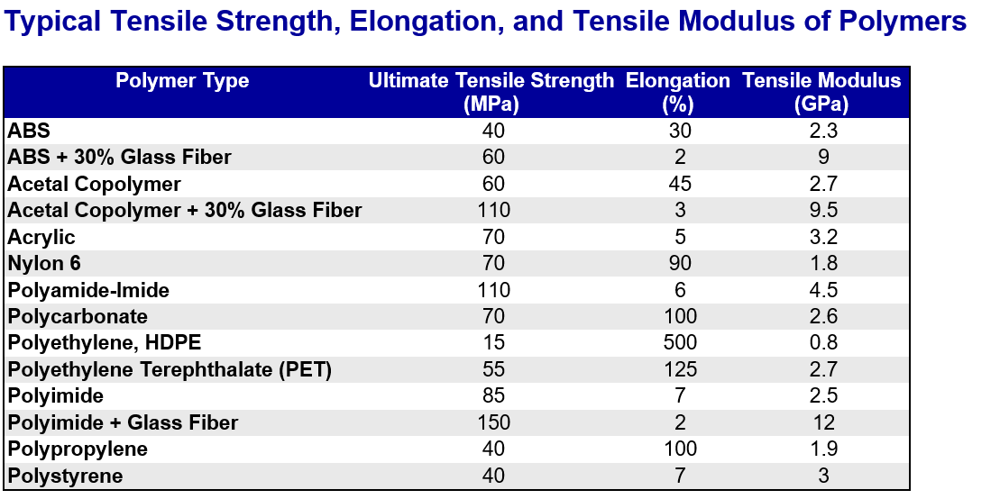 Typical Tensile Strength, Elongation, and Tensile Modulus of Polymers
Polymer Type Ultimate Tensile Strength Elongation Tensile Modulus
(MPa) (%) (GPa)
ABS 40 30 2.3
ABS + 30% Glass Fiber 60 2 9
Acetal Copolymer 60 45 2.7
Acetal Copolymer + 30% Glass Fiber 110 3 9.5
Acrylic 70 5 3.2
Nylon 6 70 90 1.8
Polyamide-Imide 110 6 4.5
Polycarbonate 70 100 2.6
Polyethylene, HDPE 15 500 0.8
Polyethylene Terephthalate (PET) 55 125 2.7
Polyimide 85 7 2.5
Polyimide + Glass Fiber 150 2 12
Polypropylene 40 100 1.9
Polystyrene 40 7 3